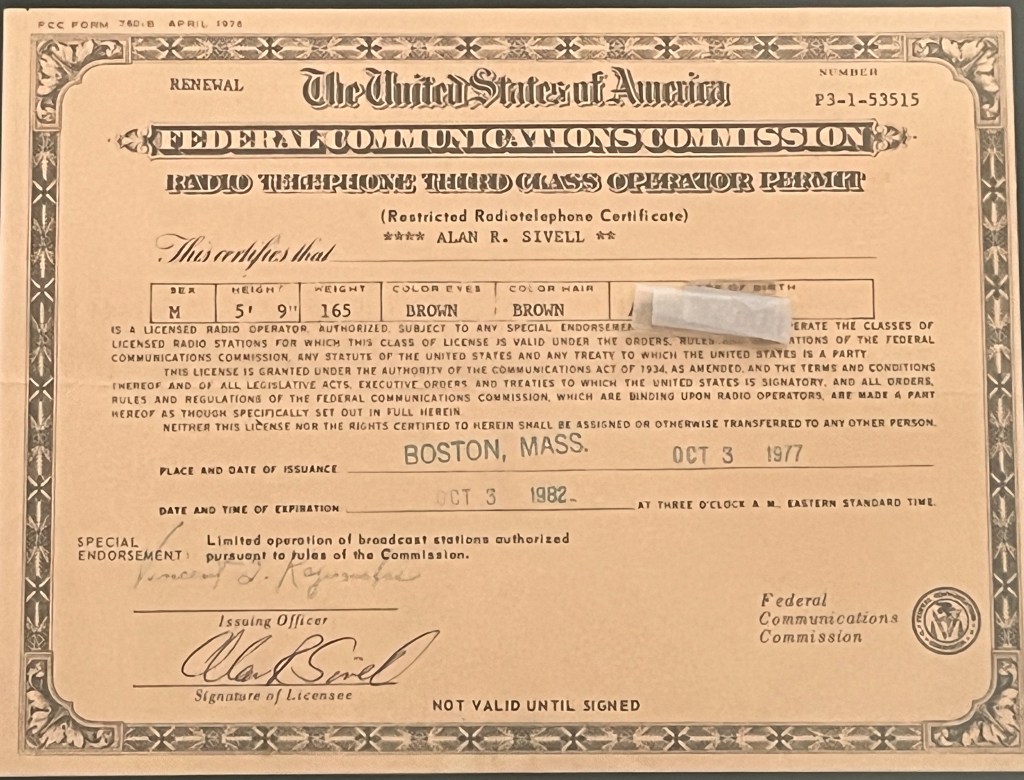 FCC FORM 760-B APRIL 1976
RENEWAL
The United States of America
NUMBER
P3-1-53515
FEDERAL COMMUNICATIONS COMMISSION
RADIO TELEPHONE THIRD CLASS OPERATOR PERMIT
(Restricted Radiotelephone Certificate)
**** ALAN R. SIVELL **
This certifies that
SEX HEIGHT WEIGHT COLOR EYES COLOR HAIR OF BIRTH
M 5' 9" 165 BROWN BROWN
IS A LICENSED RADIO OPERATOR, AUTHORIZED, SUBJECT TO ANY SPECIAL ERATE THE CLASSES OF
LICENSED RADIO STATIONS FOR WHICH THIS CLASS OF LICENSE IS VALID UNDER THE ORDERS, RULES ATIONS OF THE FEDERAL
COMMUNICATIONS COMMISSION, ANY STATUTE OF THE UNITED STATES AND ANY TREATY TO WHICH THE UNITED STATES IS A PARTY.
THIS LICENSE IS GRANTED UNDER THE AUTHORITY OF THE COMMUNICATIONS ACT OF 1934, AS AMENDED, AND THE TERMS AND CONDITIONS
THEREOF AND OF ALL LEGISLATIVE ACTS, EXECUTIVE ORDERS AND TREATIES TO WHICH THE UNITED STATES IS SIGNATORY, AND ALL ORDERS,
RULES AND REGULATIONS OF THE FEDERAL COMMUNICATIONS COMMISSION, WHICH ARE BINDING UPON RADIO OPERATORS, ARE MADE A PART
HEREOF AS THOUGH SPECIFICALLY SET OUT IN FULL HEREIN.
NEITHER THIS LICENSE NOR THE RIGHTS CERTIFIED TO HEREIN SHALL BE ASSIGNED OR OTHERWISE TRANSFERRED TO ANY OTHER PERSON.
PLACE AND DATE OF ISSUANCE BOSTON, MASS. OCT 3 1977
DATE AND TIME OF EXPIRATION OCT 3 1982 AT THREE O'CLOCK A.M., EASTERN STANDARD TIME.
SPECIAL ENDORSEMENT: Limited operation of broadcast stations authorized
pursuant to rules of the Commission.
Vincent
Issuing Officer
Alan R Sivell
Signature of Licensee
Federal
Communications
Commission
NOT VALID UNTIL SIGNED